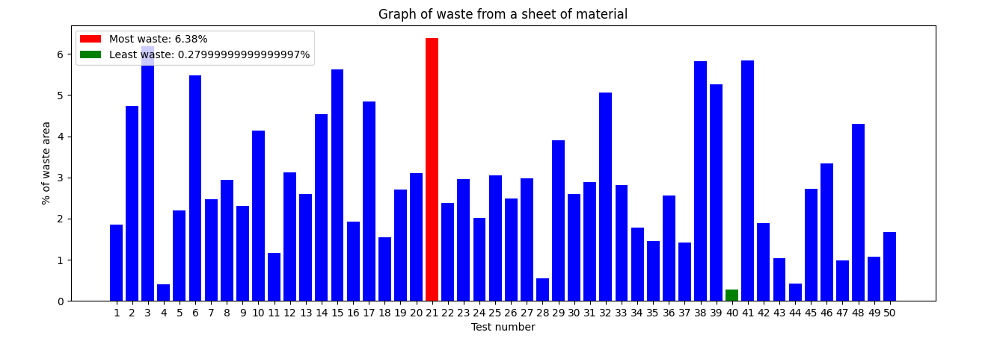 Graph of waste from a sheet of material
Most waste: 6.38%
Least waste: 0.27999999999999997%
% of waste area
6
5
4
3
2
1
0
1 2 3 4 5 6 7 8 9 10 11 12 13 14 15 16 17 18 19 20 21 22 23 24 25 26 27 28 29 30 31 32 33 34 35 36 37 38 39 40 41 42 43 44 45 46 47 48 49 50
Test number